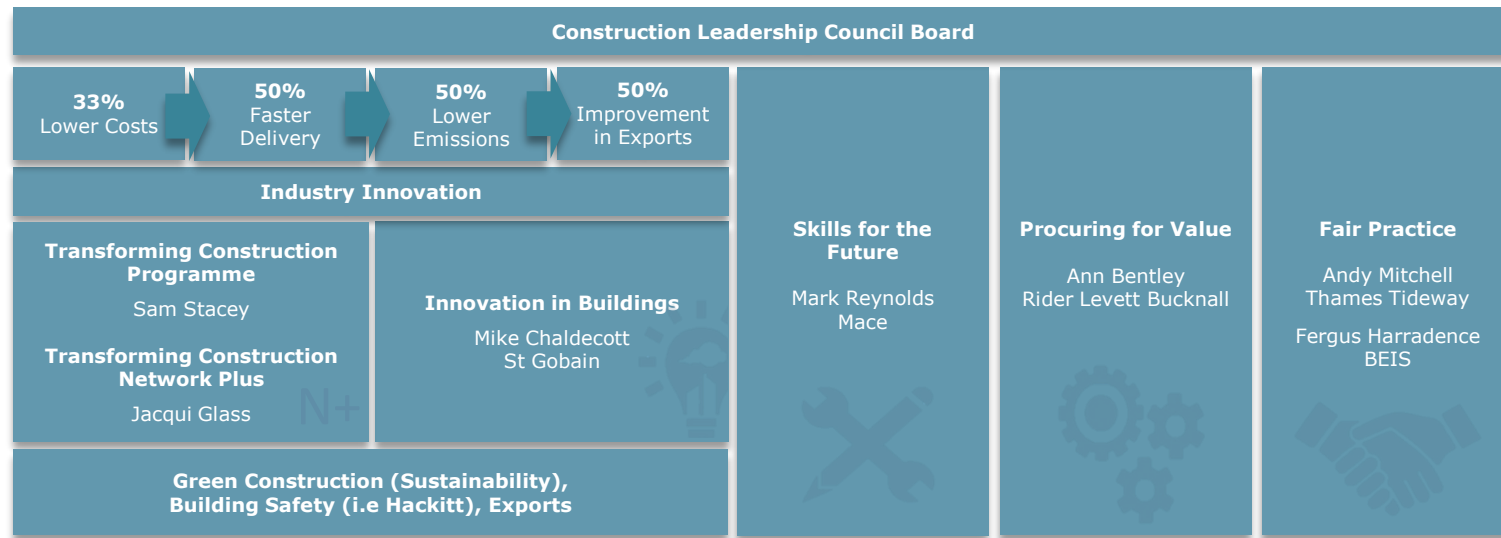 Construction Leadership Council Board
33%
Lower Costs
50%
Faster
Delivery
50%
Lower
Emissions
50%
Improvement
in Exports
Industry Innovation
Transforming Construction
Programme
Sam Stacey
Transforming Construction
Network Plus
Jacqui Glass
N+
Innovation in Buildings
Mike Chaldecott
St Gobain
Green Construction (Sustainability),
Building Safety (i.e Hackitt), Exports
Skills for the
Future
Mark Reynolds
Mace
Procuring for Value
Ann Bentley
Rider Levett Bucknall
Fair Practice
Andy Mitchell
Thames Tideway
Fergus Harradence
BEIS